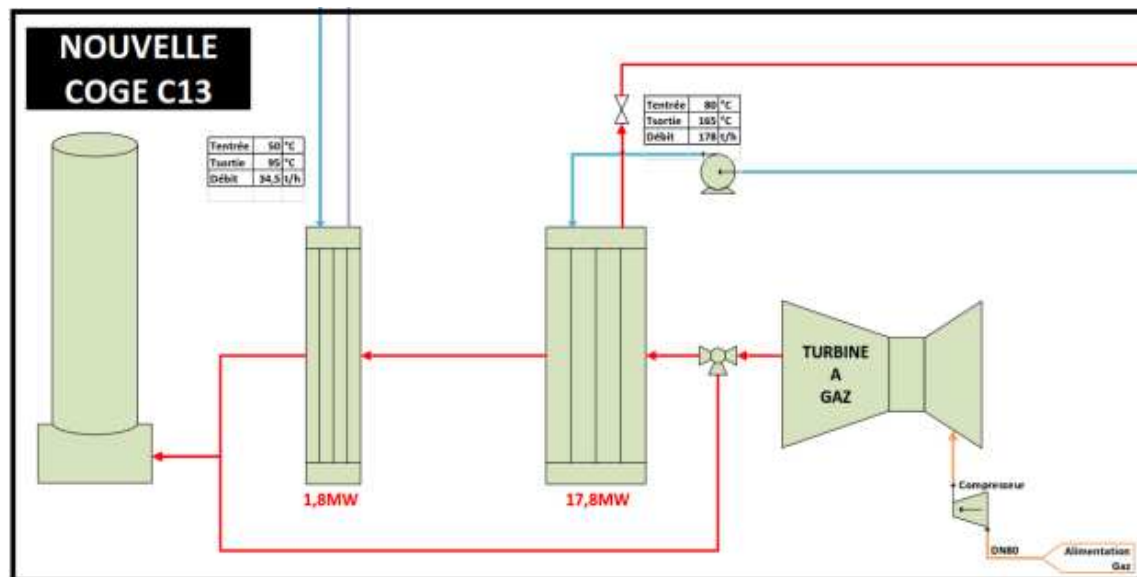 NOUVELLE
COGE C13
Tentrée 50 °C
Tsortie 95 °C
Débit 34,5 t/h
Tentrée 80 °C
Tsortie 165 °C
Débit 178 t/h
TURBINE
A
GAZ
1,8MW
17,8MW
Compresseur
DN80
Alimentation
Gaz